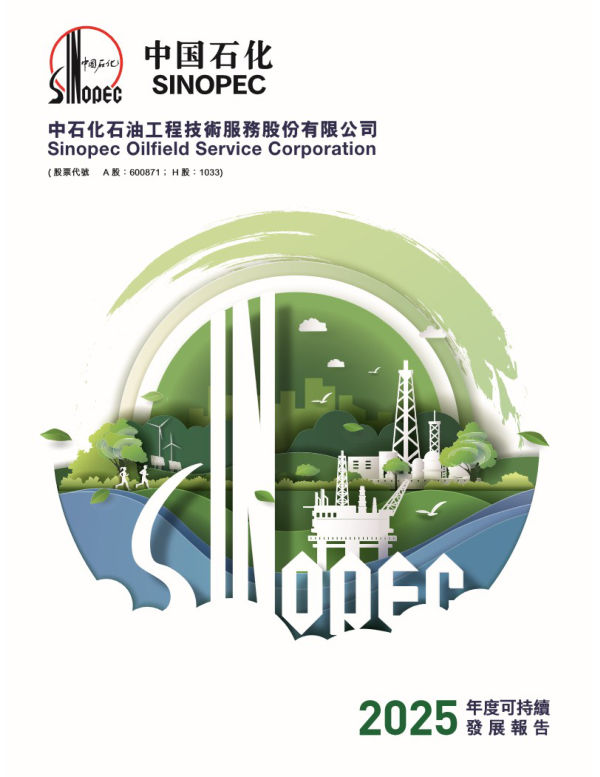 中国石化
SINOPEC
中国石化
SINOPEC
中石化石油工程技術服務股份有限公司
Sinopec Oilfield Service Corporation
(股票代號 A股：600871； H股：1033)
SINOPEC
2025 年度可持續
發展報告